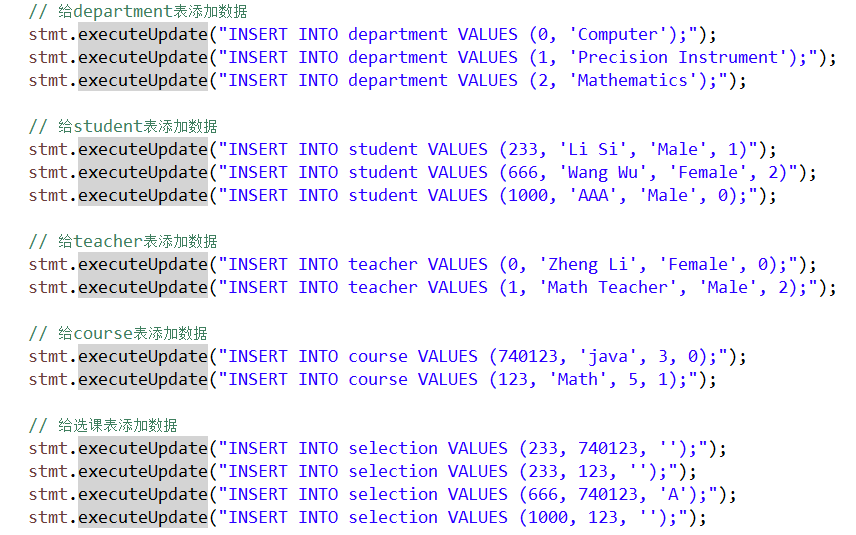 // 给department表添加数据
stmt.executeUpdate("INSERT INTO department VALUES (0, 'Computer');");
stmt.executeUpdate("INSERT INTO department VALUES (1, 'Precision Instrument');");
stmt.executeUpdate("INSERT INTO department VALUES (2, 'Mathematics');");
// 给student表添加数据
stmt.executeUpdate("INSERT INTO student VALUES (233, 'Li Si', 'Male', 1)");
stmt.executeUpdate("INSERT INTO student VALUES (666, 'Wang Wu', 'Female', 2)");
stmt.executeUpdate("INSERT INTO student VALUES (1000, 'AAA', 'Male', 0);");
// 给teacher表添加数据
stmt.executeUpdate("INSERT INTO teacher VALUES (0, 'Zheng Li', 'Female', 0);");
stmt.executeUpdate("INSERT INTO teacher VALUES (1, 'Math Teacher', 'Male', 2);");
// 给course表添加数据
stmt.executeUpdate("INSERT INTO course VALUES (740123, 'java', 3, 0);");
stmt.executeUpdate("INSERT INTO course VALUES (123, 'Math', 5, 1);");
// 给选课表添加数据
stmt.executeUpdate("INSERT INTO selection VALUES (233, 740123, '');");
stmt.executeUpdate("INSERT INTO selection VALUES (233, 123, '');");
stmt.executeUpdate("INSERT INTO selection VALUES (666, 740123, 'A');");
stmt.executeUpdate("INSERT INTO selection VALUES (1000, 123, '');");